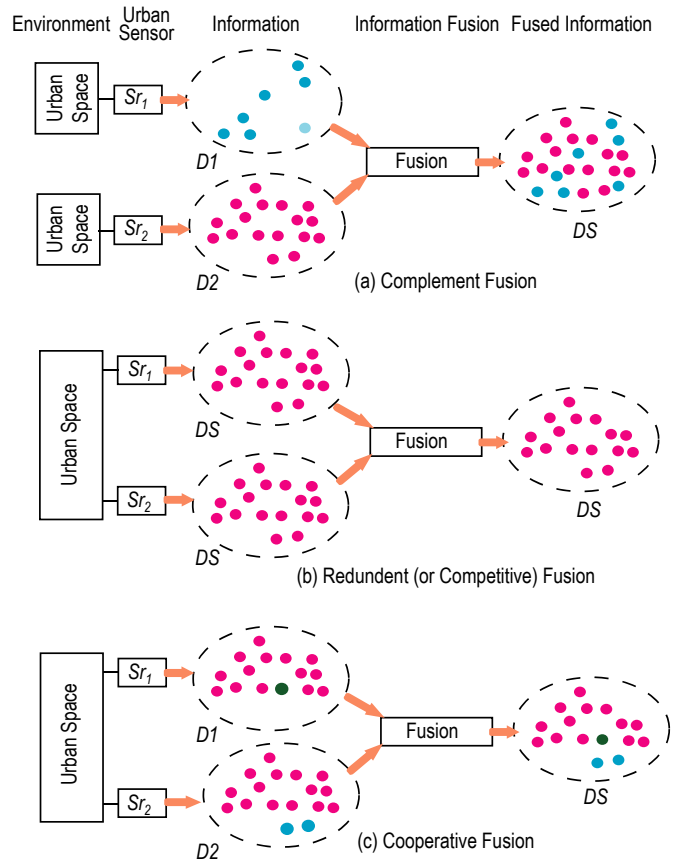 Environment
Urban
Sensor
Information
Information Fusion
Fused Information
Urban
Space
Sr1
D1
Fusion
DS
Urban
Space
Sr2
D2
(a) Complement Fusion
Urban Space
Sr1
DS
Fusion
DS
Sr2
DS
(b) Redundent (or Competitive) Fusion
Urban Space
Sr1
D1
Fusion
DS
Sr2
D2
(c) Cooperative Fusion